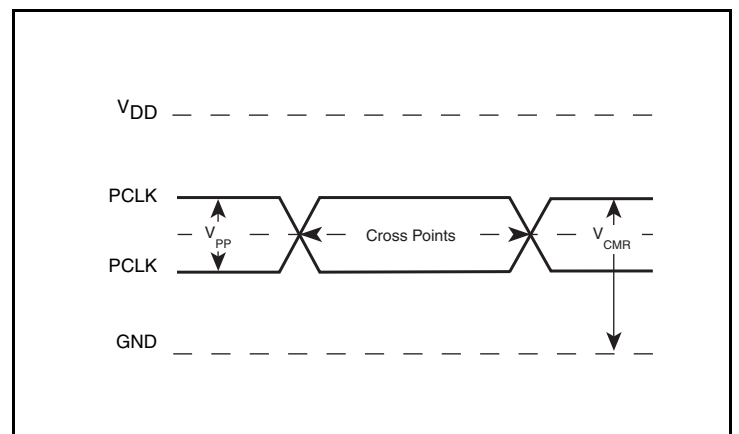 VDD
PCLK
VPP
Cross Points
VCMR
PCLK
GND